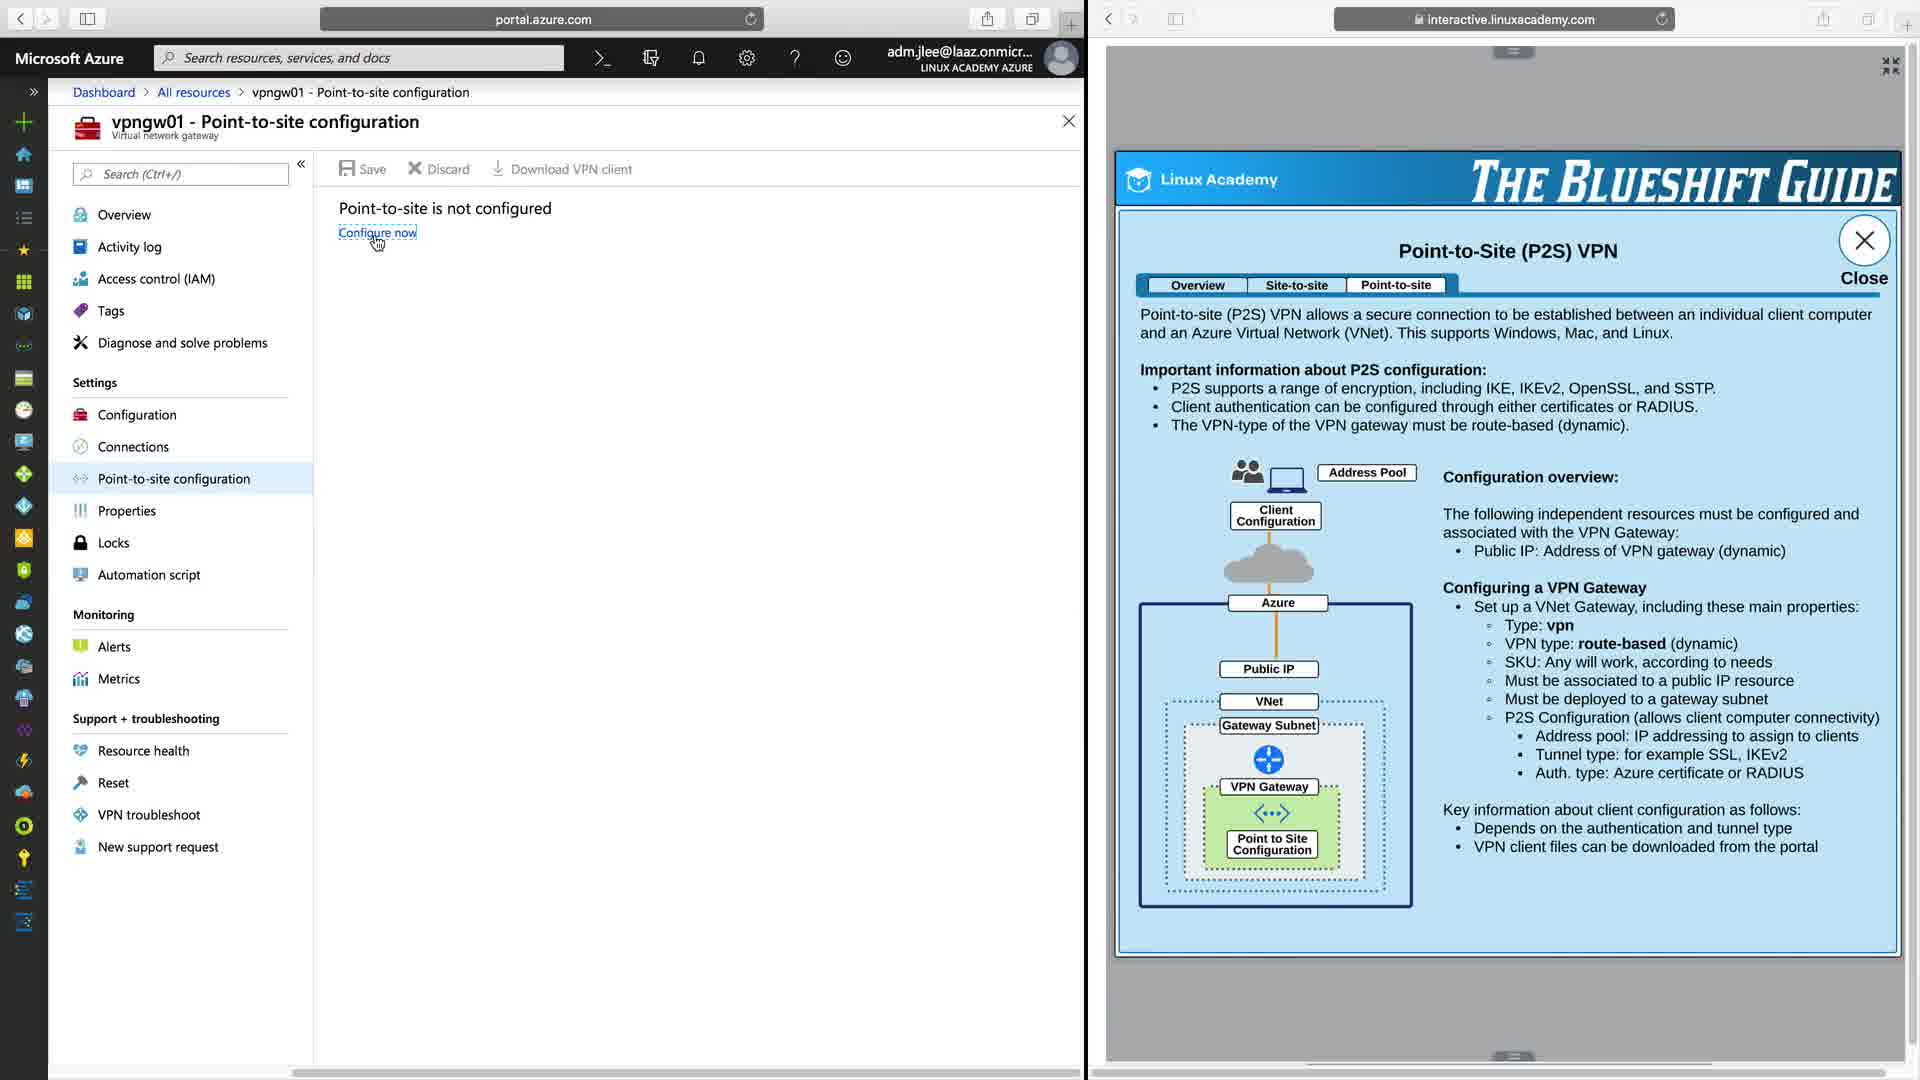 portal.azure.com
Microsoft Azure
Search resources, services, and docs
adm.jlee@laaz.onmicr...
LINUX ACADEMY AZURE
Dashboard > All resources > vpngw01 - Point-to-site configuration
vpngw01 - Point-to-site configuration
Virtual network gateway
Search (Ctrl+/)
Save
Discard
Download VPN client
Point-to-site is not configured
Configure now
Overview
Activity log
Access control (IAM)
Tags
Diagnose and solve problems
Settings
Configuration
Connections
Point-to-site configuration
Properties
Locks
Automation script
Monitoring
Alerts
Metrics
Support + troubleshooting
Resource health
Reset
VPN troubleshoot
New support request
interactive.linuxacademy.com
Linux Academy
THE BLUESHIFT GUIDE
Point-to-Site (P2S) VPN
Close
Overview
Site-to-site
Point-to-site
Point-to-site (P2S) VPN allows a secure connection to be established between an individual client computer
and an Azure Virtual Network (VNet). This supports Windows, Mac, and Linux.
Important information about P2S configuration:
• P2S supports a range of encryption, including IKE, IKEv2, OpenSSL, and SSTP.
• Client authentication can be configured through either certificates or RADIUS.
• The VPN-type of the VPN gateway must be route-based (dynamic).
Address Pool
Client
Configuration
Azure
Public IP
VNet
Gateway Subnet
VPN Gateway
Point to Site
Configuration
Configuration overview:
The following independent resources must be configured and
associated with the VPN Gateway:
• Public IP: Address of VPN gateway (dynamic)
Configuring a VPN Gateway
• Set up a VNet Gateway, including these main properties:
◦ Type: vpn
◦ VPN type: route-based (dynamic)
◦ SKU: Any will work, according to needs
◦ Must be associated to a public IP resource
◦ Must be deployed to a gateway subnet
◦ P2S Configuration (allows client computer connectivity)
▪ Address pool: IP addressing to assign to clients
▪ Tunnel type: for example SSL, IKEv2
▪ Auth. type: Azure certificate or RADIUS
Key information about client configuration as follows:
• Depends on the authentication and tunnel type
• VPN client files can be downloaded from the portal